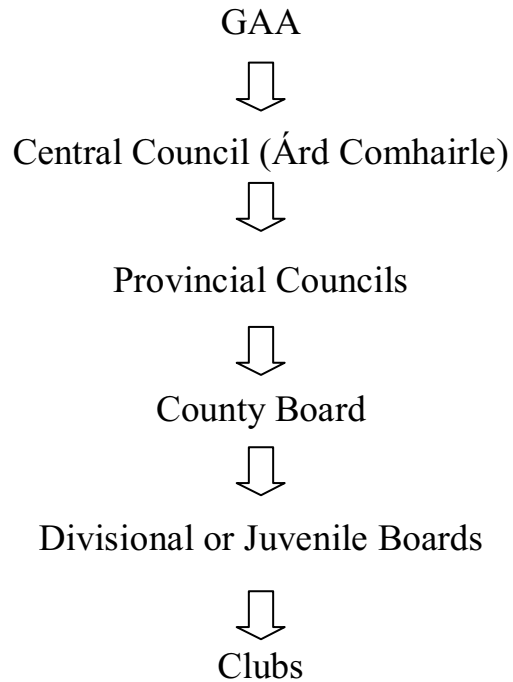 GAA
Central Council (Árd Comhairle)
Provincial Councils
County Board
Divisional or Juvenile Boards
Clubs